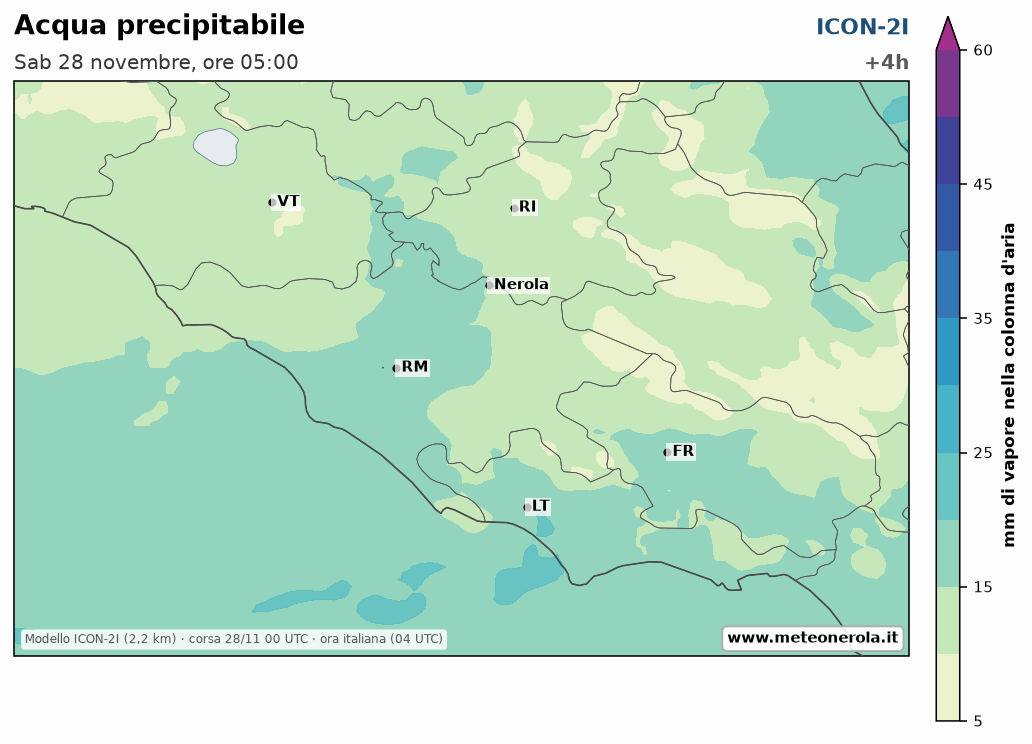 Acqua precipitabile
ICON-2I
Sab 28 novembre, ore 05:00
+4h
60
45
35
25
15
5
mm di vapore nella colonna d'aria
VT
RI
Nerola
RM
FR
LT
Modello ICON-2I (2,2 km) · corsa 28/11 00 UTC · ora italiana (04 UTC)
www.meteonerola.it